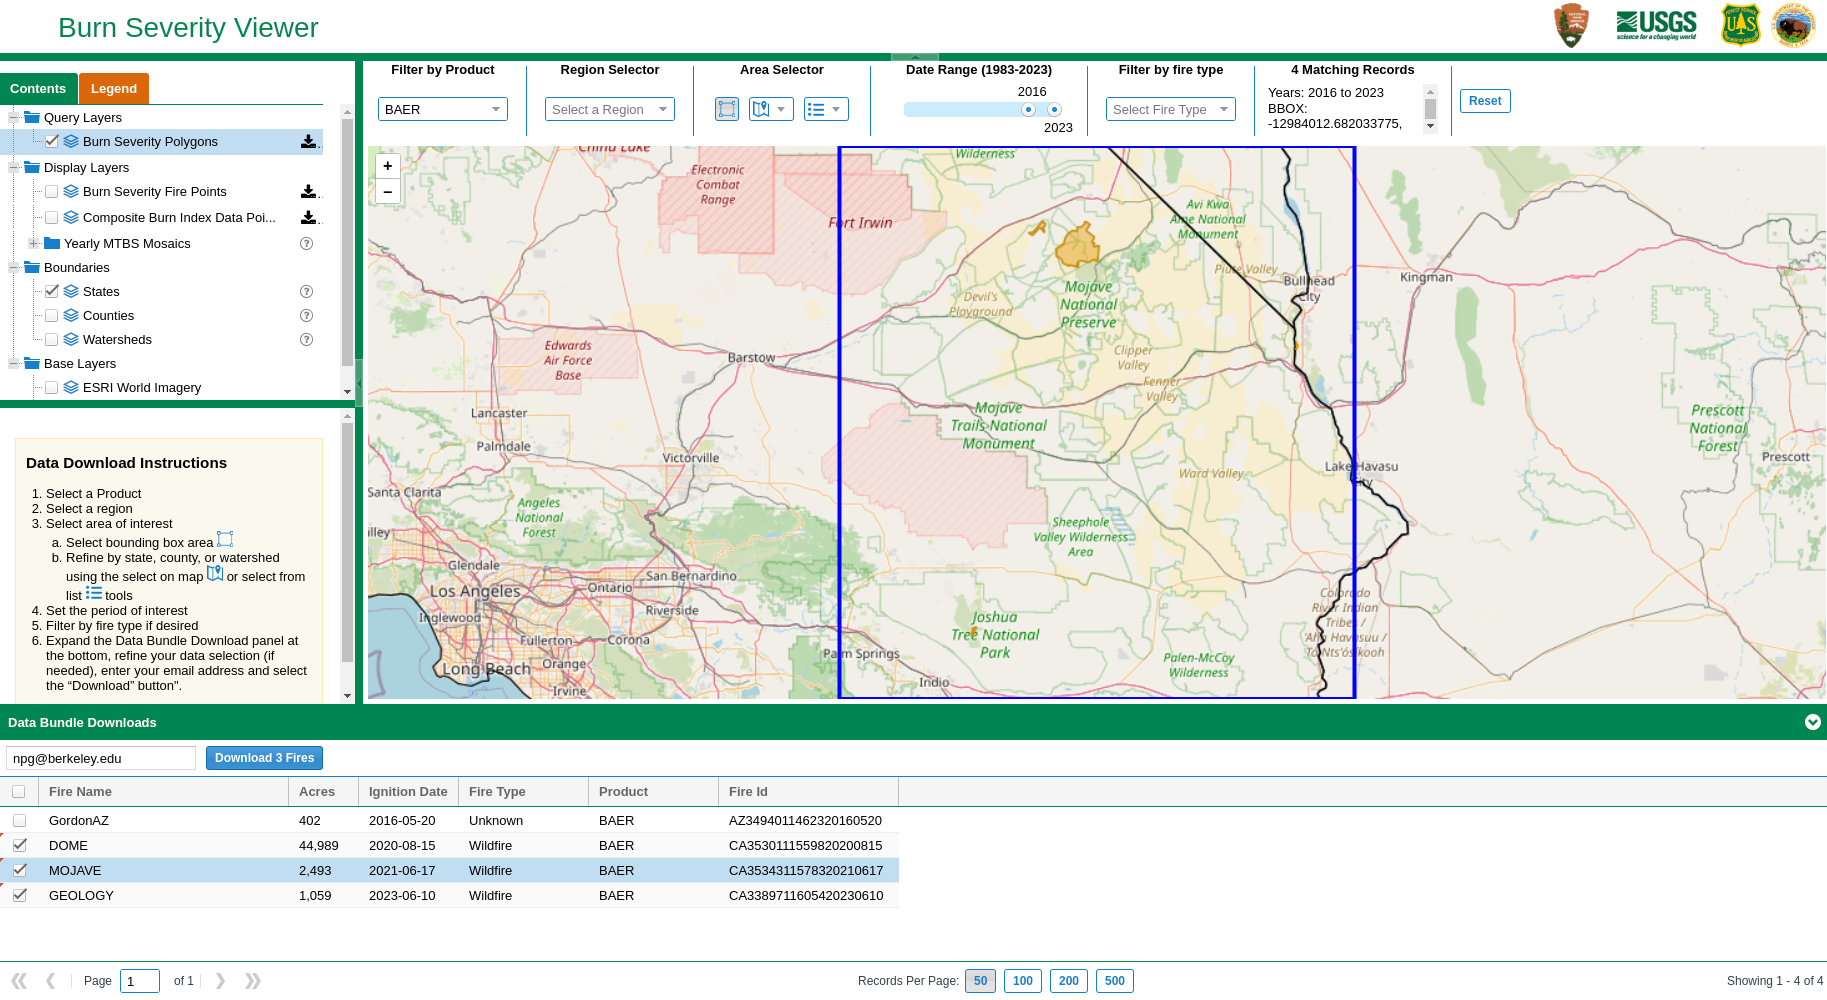 Burn Severity Viewer
USGS
science for a changing world
FOREST SERVICE
U S
Contents
Legend
Query Layers
Burn Severity Polygons
Display Layers
Burn Severity Fire Points
Composite Burn Index Data Poi...
Yearly MTBS Mosaics
Boundaries
States
Counties
Watersheds
Base Layers
ESRI World Imagery
Filter by Product
BAER
Region Selector
Select a Region
Area Selector
Date Range (1983-2023)
2016
2023
Filter by fire type
Select Fire Type
4 Matching Records
Years: 2016 to 2023
BBOX:
-12984012.682033775,
Reset
+
−
China Lake
Electronic
Combat
Range
Fort Irwin
Wilderness
Avi Kwa
Ame National
Monument
Piute Valley
Bullhead
City
Kingman
Devil's
Playground
Mojave
National
Preserve
Edwards
Air Force
Base
Barstow
Clipper
Valley
Fenner
Valley
Lancaster
Palmdale
Mojave
Trails National
Monument
Prescott
National
Forest
Prescott
Victorville
Ward Valley
Lake Havasu
City
Santa Clarita
Angeles
National
Forest
Sheephole
Valley Wilderness
Area
lley
Glendale
San Bernardino
Los Angeles
Ontario
Riverside
Inglewood
Colorado
River Indian
Tribes /
'Aha Havasuu /
Tó Nts'ósíkooh
Joshua
Tree National
Park
Fullerton
Corona
Long Beach
Orange
Palm Springs
Palen-McCoy
Wilderness
Irvine
Indio
Data Download Instructions
1. Select a Product
2. Select a region
3. Select area of interest
a. Select bounding box area
b. Refine by state, county, or watershed
using the select on map or select from
list tools
4. Set the period of interest
5. Filter by fire type if desired
6. Expand the Data Bundle Download panel at
the bottom, refine your data selection (if
needed), enter your email address and select
the “Download” button".
Data Bundle Downloads
npg@berkeley.edu
Download 3 Fires
Fire Name Acres Ignition Date Fire Type Product Fire Id
GordonAZ 402 2016-05-20 Unknown BAER AZ3494011462320160520
DOME 44,989 2020-08-15 Wildfire BAER CA3530111559820200815
MOJAVE 2,493 2021-06-17 Wildfire BAER CA3534311578320210617
GEOLOGY 1,059 2023-06-10 Wildfire BAER CA3389711605420230610
Page 1 of 1
Records Per Page: 50 100 200 500
Showing 1 - 4 of 4